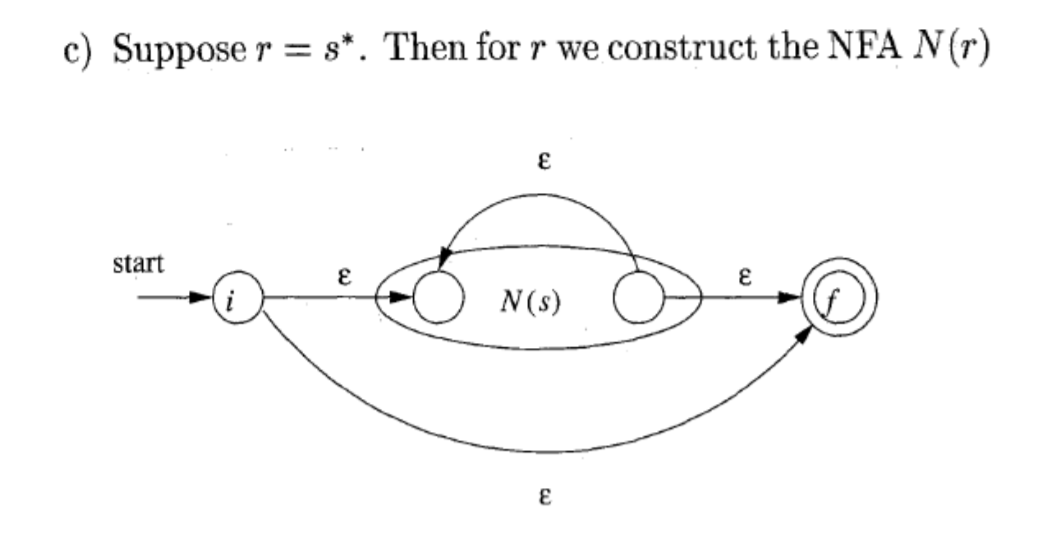 c) Suppose r = s*. Then for r we construct the NFA N(r)
ε
start
i
ε
N(s)
ε
f
ε